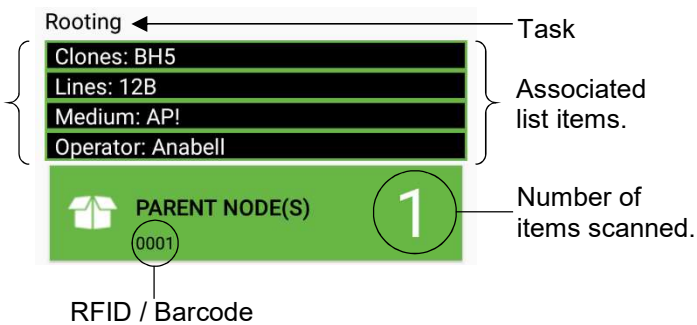 Rooting
Task
Clones: BH5
Lines: 12B
Medium: AP!
Operator: Anabell
Associated
list items.
PARENT NODE(S)
0001
1
Number of
items scanned.
RFID / Barcode